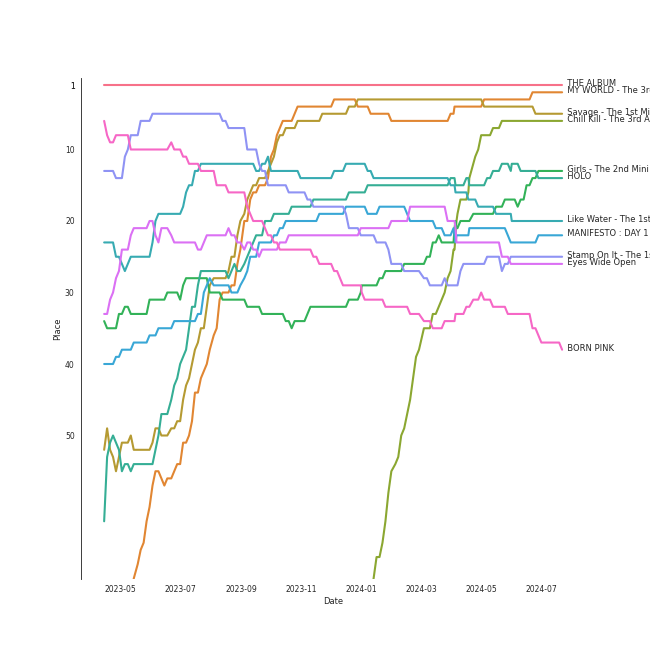 1
10
20
30
40
50
Place
2023-05
2023-07
2023-09
2023-11
2024-01
2024-03
2024-05
2024-07
Date
THE ALBUM
MY WORLD - The 3r
Savage - The 1st Mi
Chill Kill - The 3rd A
Girls - The 2nd Mini
HOLO
Like Water - The 1st
MANIFESTO : DAY 1
Stamp On It - The 1s
Eyes Wide Open
BORN PINK